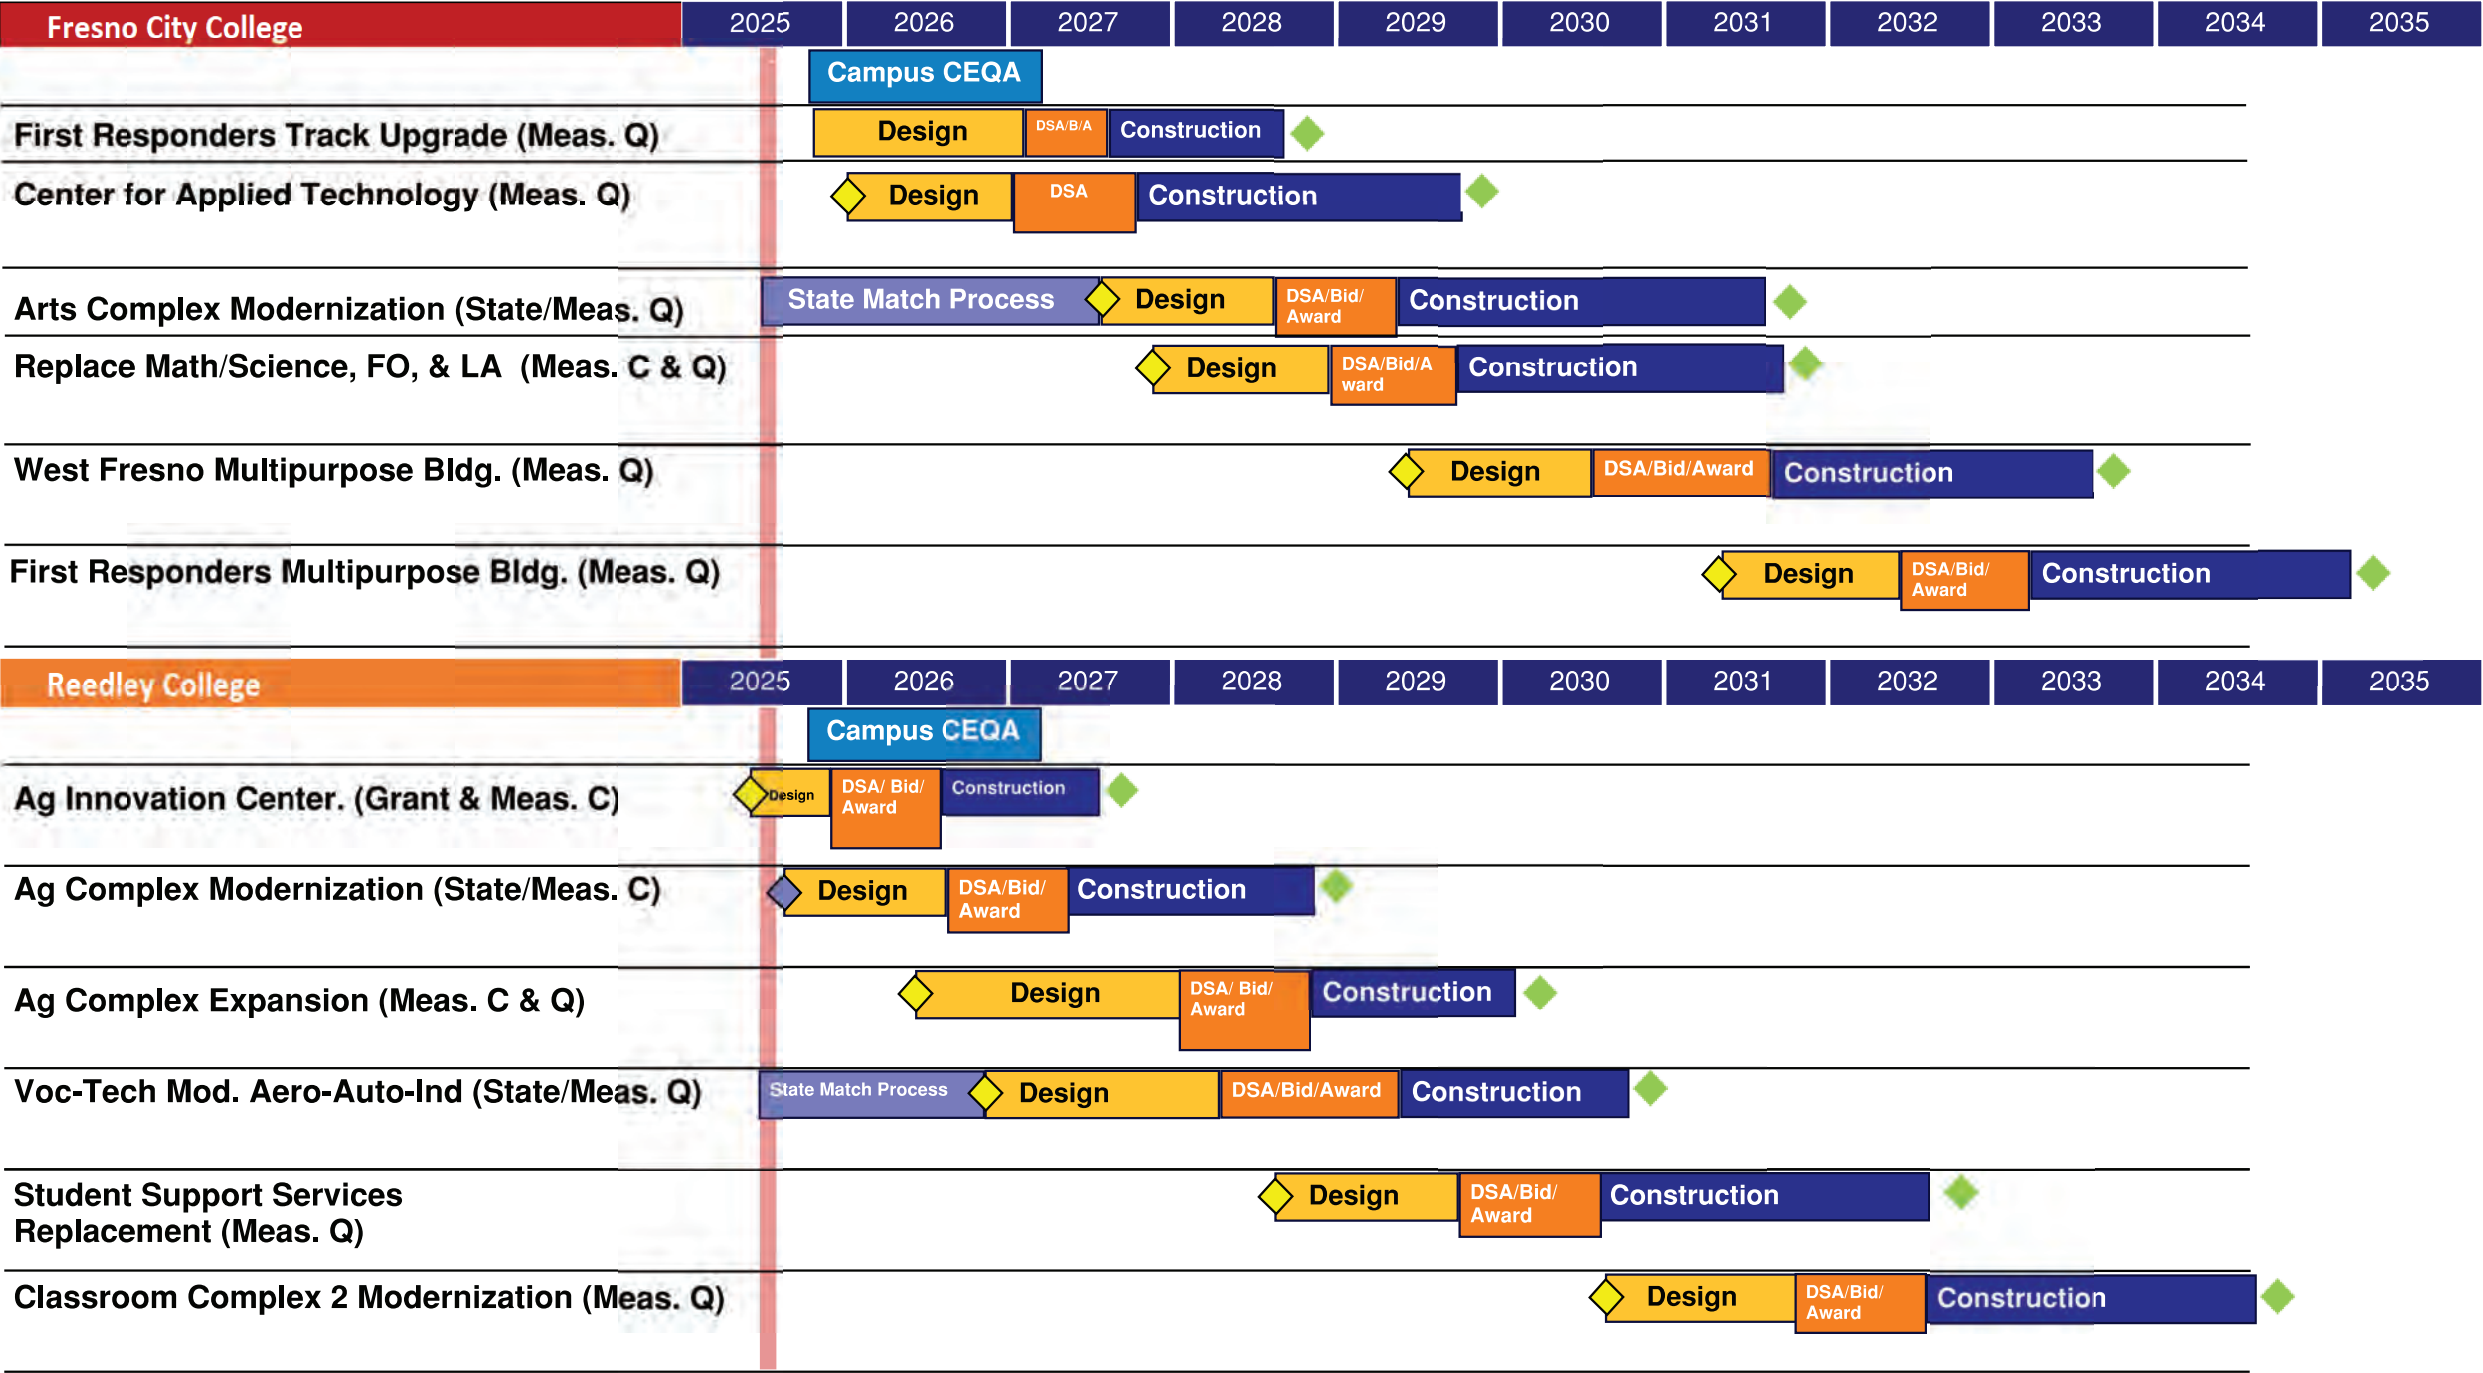 Fresno City College 2025 2026 2027 2028 2029 2030 2031 2032 2033 2034 2035
Campus CEQA
First Responders Track Upgrade (Meas. Q) Design DSA/B/A Construction
Center for Applied Technology (Meas. Q) Design DSA Construction
Arts Complex Modernization (State/Meas. Q) State Match Process Design DSA/Bid/
Award Construction
Replace Math/Science, FO, & LA (Meas. C & Q) Design DSA/Bid/A
ward Construction
West Fresno Multipurpose Bldg. (Meas. Q) Design DSA/Bid/Award Construction
First Responders Multipurpose Bldg. (Meas. Q) Design DSA/Bid/
Award Construction
Reedley College 2025 2026 2027 2028 2029 2030 2031 2032 2033 2034 2035
Campus CEQA
Ag Innovation Center. (Grant & Meas. C) Design DSA/ Bid/
Award Construction
Ag Complex Modernization (State/Meas. C) Design DSA/Bid/
Award Construction
Ag Complex Expansion (Meas. C & Q) Design DSA/ Bid/
Award Construction
Voc-Tech Mod. Aero-Auto-Ind (State/Meas. Q) State Match Process Design DSA/Bid/Award Construction
Student Support Services
Replacement (Meas. Q) Design DSA/Bid/
Award Construction
Classroom Complex 2 Modernization (Meas. Q) Design DSA/Bid/
Award Construction